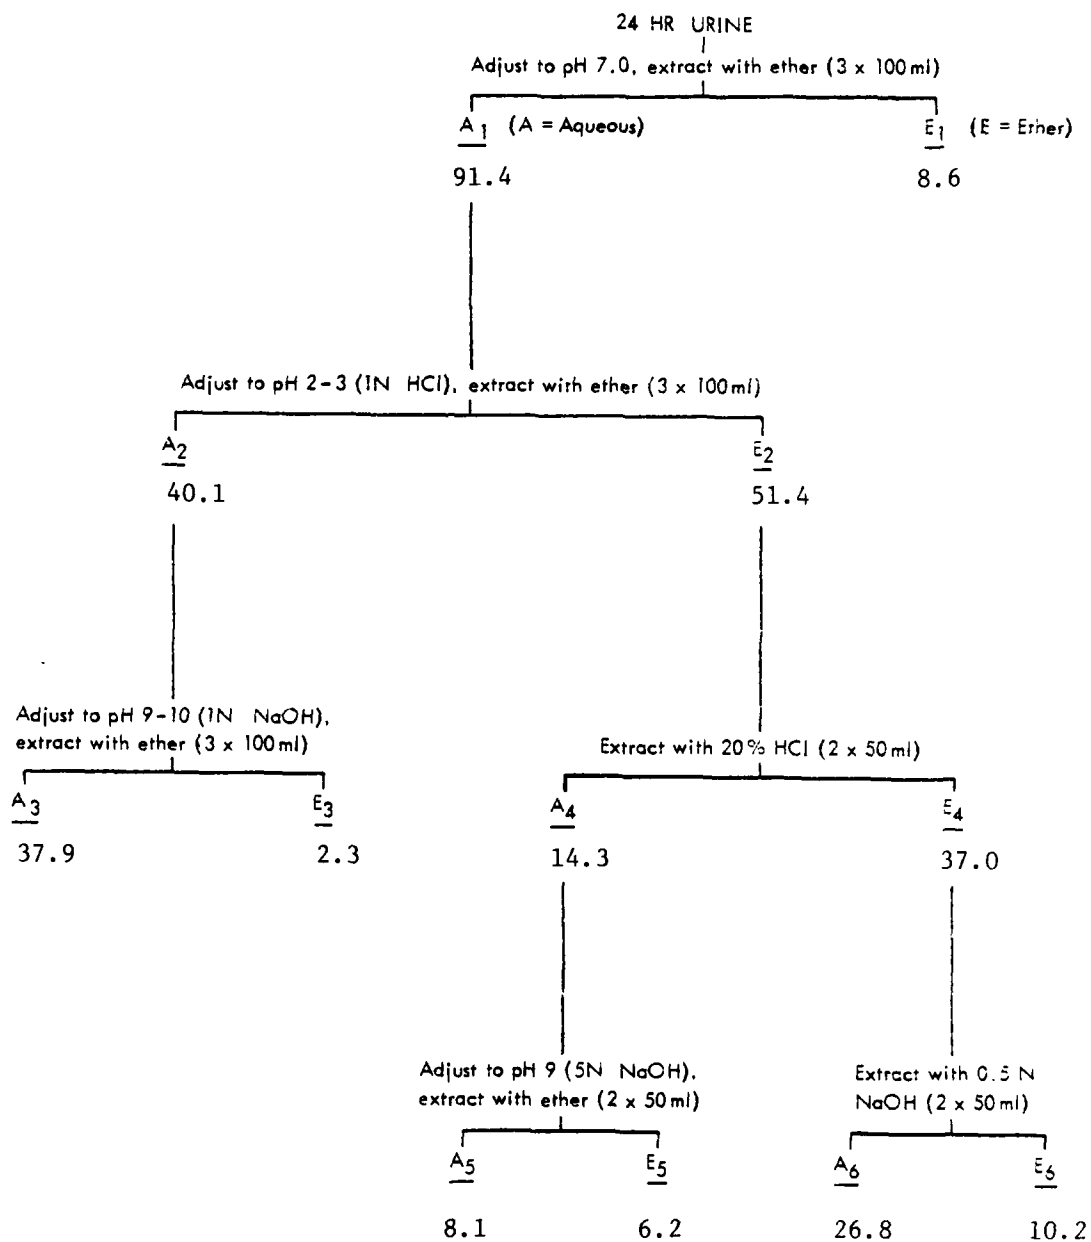 24 HR URINE
Adjust to pH 7.0, extract with ether (3 x 100 ml)
A1 (A = Aqueous)
E1 (E = Ether)
91.4
8.6
Adjust to pH 2-3 (1N HCl), extract with ether (3 x 100 ml)
A2
E2
40.1
51.4
Adjust to pH 9-10 (1N NaOH),
extract with ether (3 x 100 ml)
Extract with 20% HCl (2 x 50 ml)
A3
E3
A4
E4
37.9
2.3
14.3
37.0
Adjust to pH 9 (5N NaOH),
extract with ether (2 x 50 ml)
Extract with 0.5 N
NaOH (2 x 50 ml)
A5
E5
A6
E6
8.1
6.2
26.8
10.2